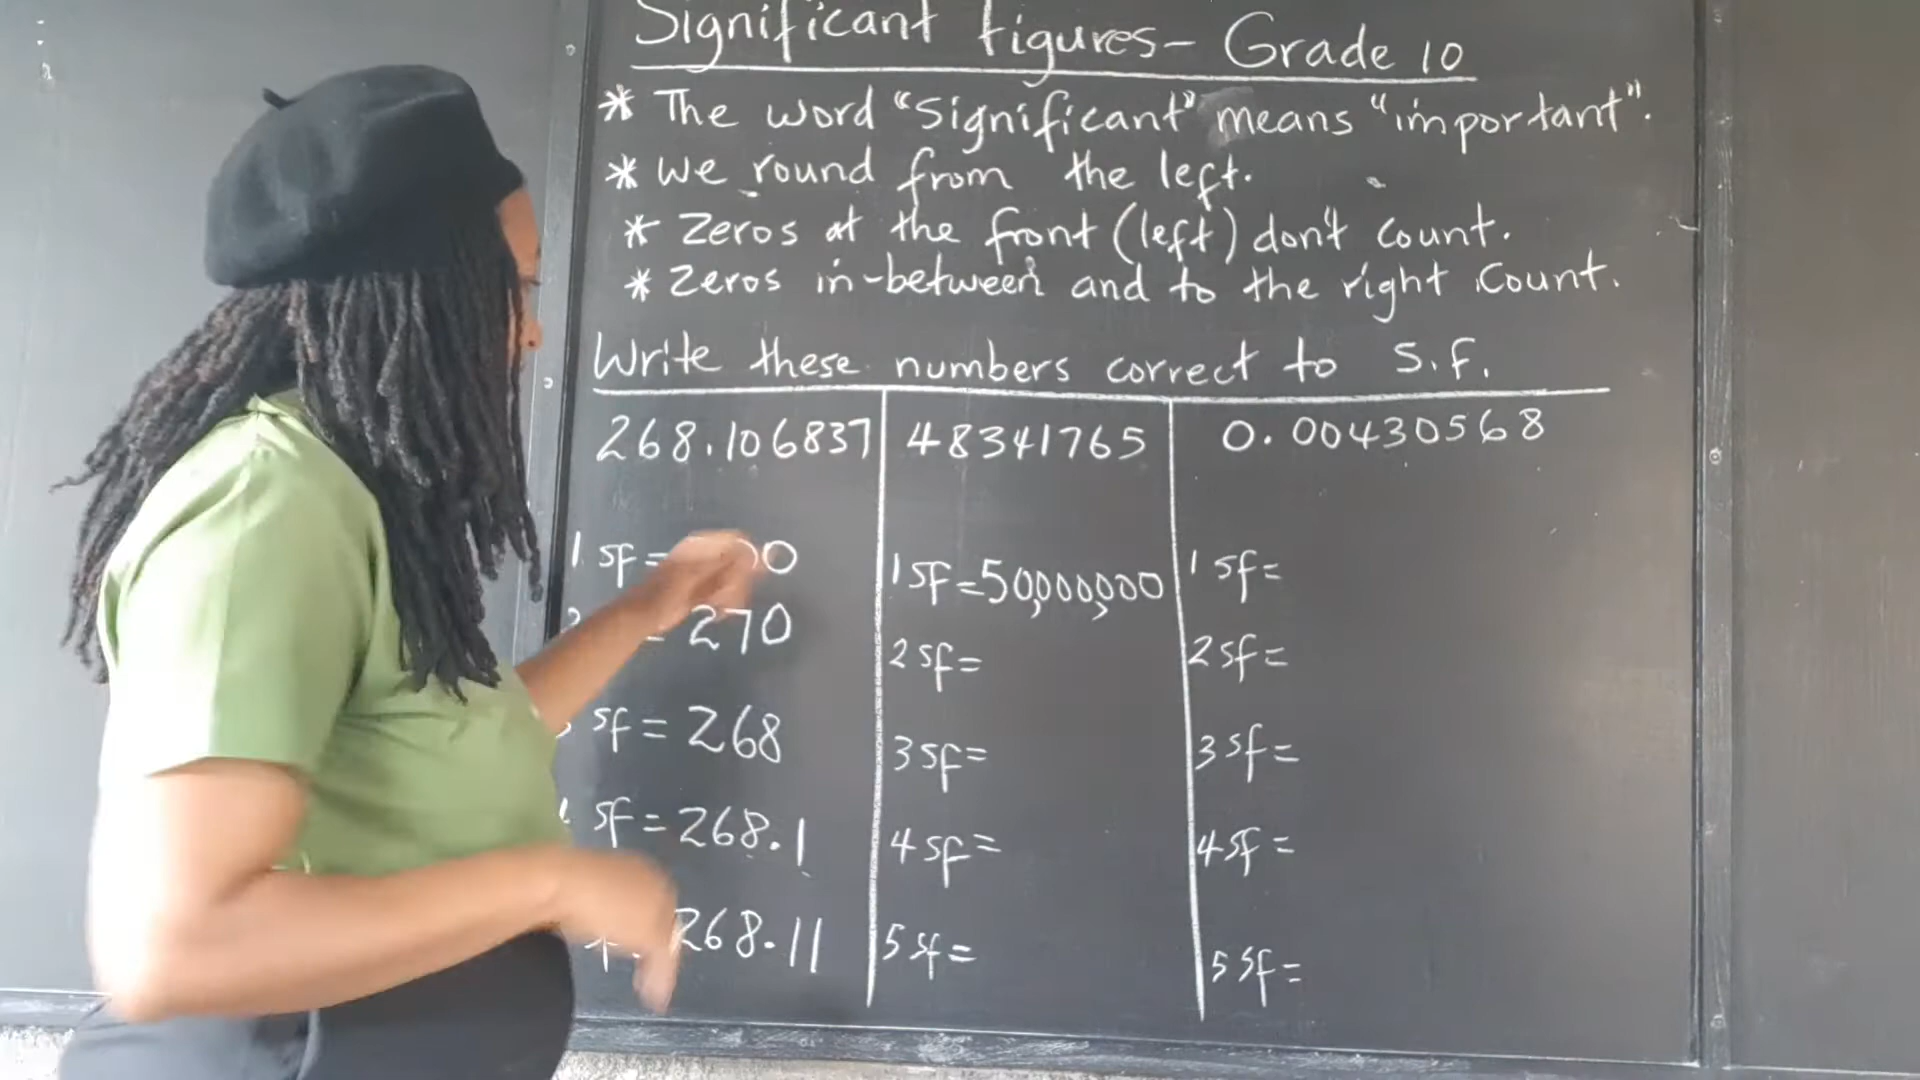 Significant figures- Grade 10
* The word "Significant" means "important".
* We round from the left.
* Zeros at the front (left) don't count.
* Zeros in-between and to the right count.
Write these numbers correct to S.f.
268.106837
1 sf =
= 270
sf = 268
sf = 268.1
268.11
48341765
1 SF = 50,000,000
2 sf =
3 sf =
4 sf =
5 sf =
0.00430568
1 sf =
2 sf =
3 sf =
4 sf =
5 sf =